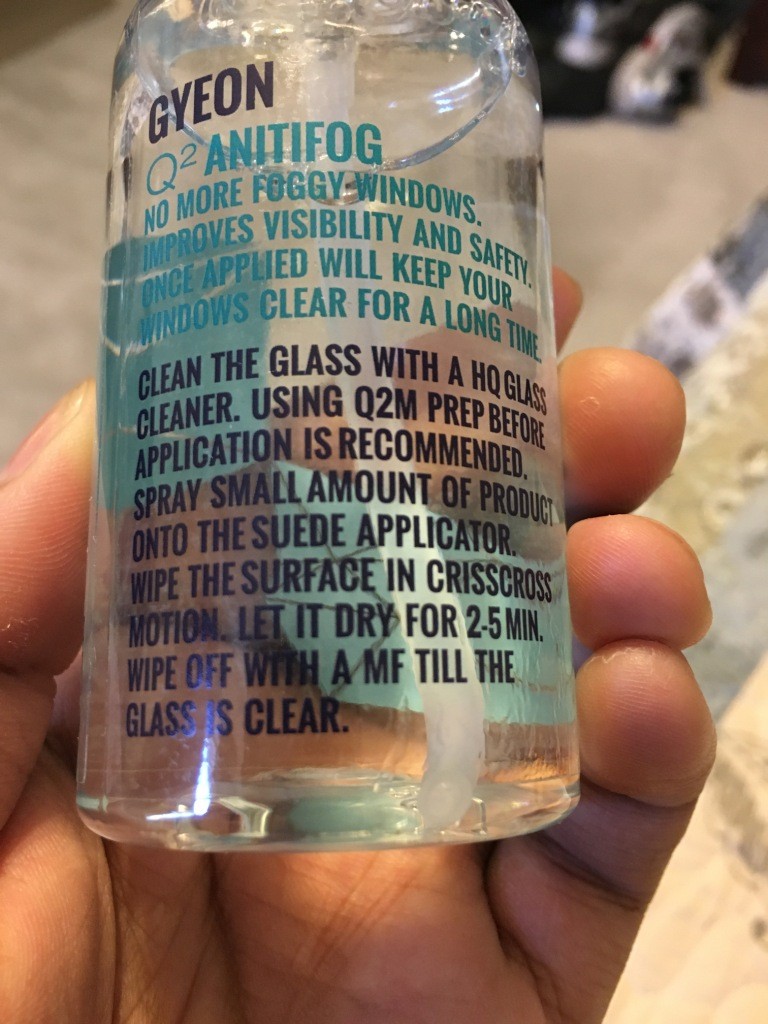 GYEON
Q² ANITIFOG
NO MORE FOGGY WINDOWS.
IMPROVES VISIBILITY AND SAFETY.
ONCE APPLIED WILL KEEP YOUR
WINDOWS CLEAR FOR A LONG TIME.
CLEAN THE GLASS WITH A HQ GLASS
CLEANER. USING Q2M PREP BEFORE
APPLICATION IS RECOMMENDED.
SPRAY SMALL AMOUNT OF PRODUCT
ONTO THE SUEDE APPLICATOR.
WIPE THE SURFACE IN CRISSCROSS
MOTION. LET IT DRY FOR 2-5 MIN.
WIPE OFF WITH A MF TILL THE
GLASS IS CLEAR.